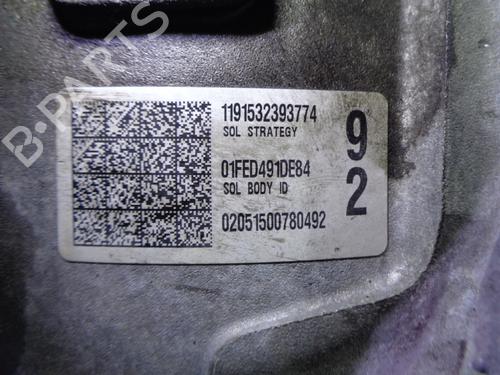 1191532393774
SOL STRATEGY
01FED491DE84
SOL BODY ID
02051500780492
9
2
B-Parts